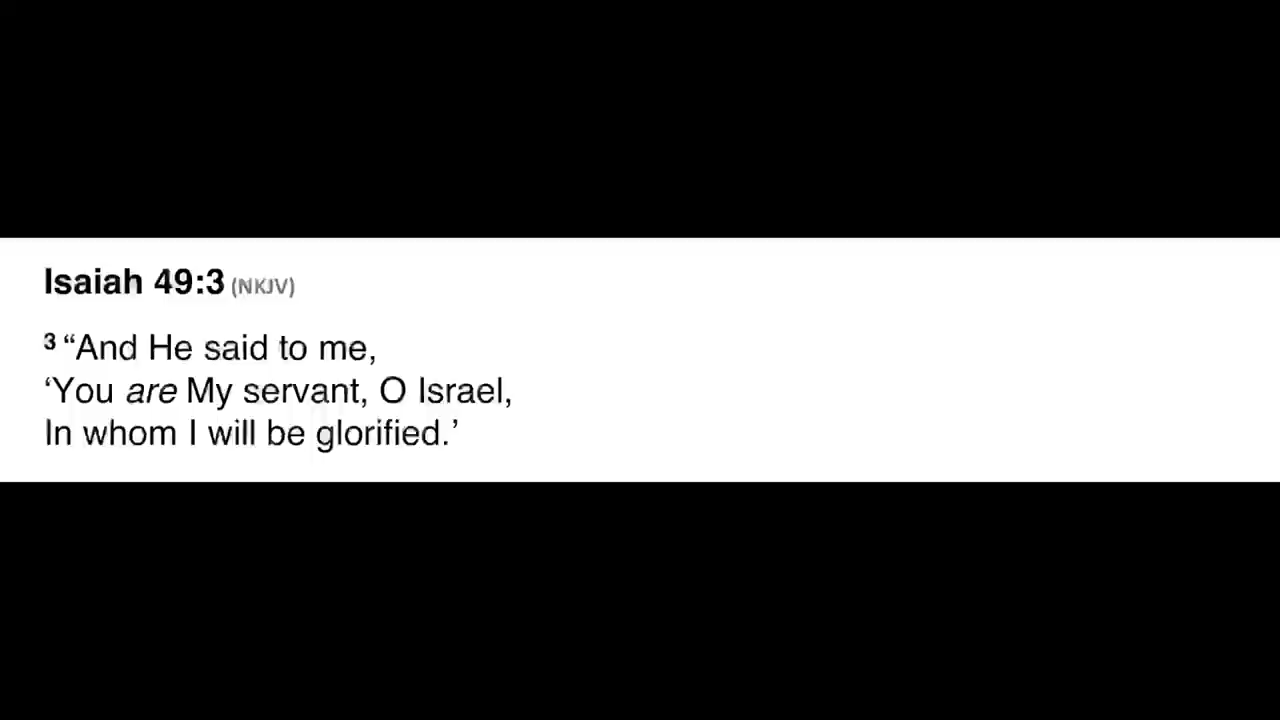 Isaiah 49:3 (NKJV)
3 “And He said to me,
‘You are My servant, O Israel,
In whom I will be glorified.’